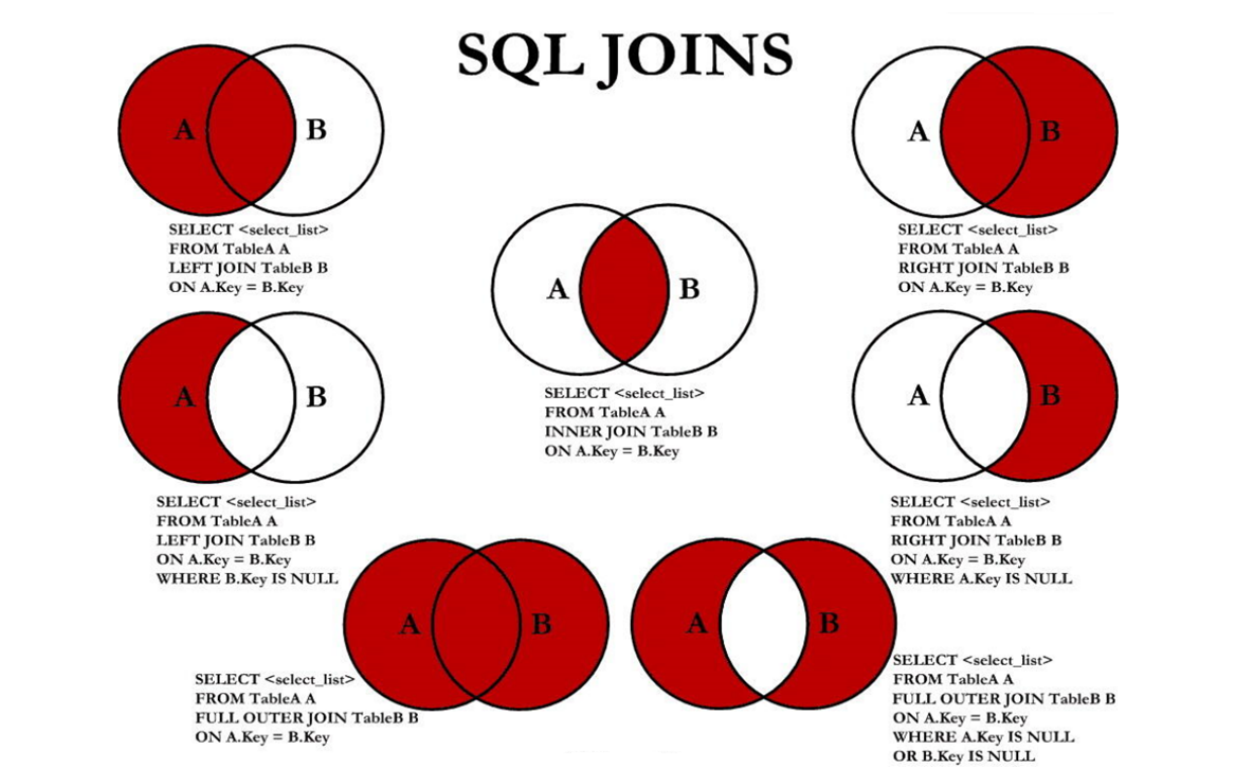 SQL JOINS
A B
SELECT <select_list>
FROM TableA A
LEFT JOIN TableB B
ON A.Key = B.Key
A B
SELECT <select_list>
FROM TableA A
RIGHT JOIN TableB B
ON A.Key = B.Key
A B
SELECT <select_list>
FROM TableA A
INNER JOIN TableB B
ON A.Key = B.Key
A B
SELECT <select_list>
FROM TableA A
LEFT JOIN TableB B
ON A.Key = B.Key
WHERE B.Key IS NULL
A B
SELECT <select_list>
FROM TableA A
RIGHT JOIN TableB B
ON A.Key = B.Key
WHERE A.Key IS NULL
A B
SELECT <select_list>
FROM TableA A
FULL OUTER JOIN TableB B
ON A.Key = B.Key
A B
SELECT <select_list>
FROM TableA A
FULL OUTER JOIN TableB B
ON A.Key = B.Key
WHERE A.Key IS NULL
OR B.Key IS NULL